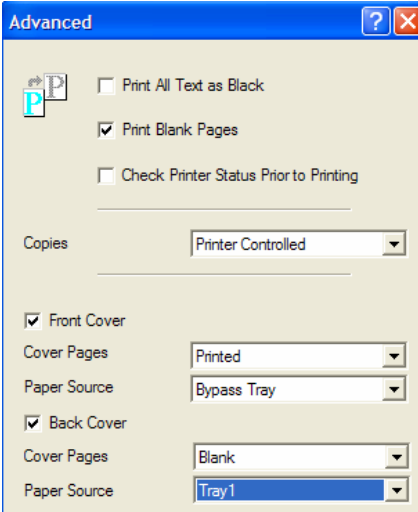 Advanced
Print All Text as Black
Print Blank Pages
Check Printer Status Prior to Printing
Copies Printer Controlled
Front Cover
Cover Pages Printed
Paper Source Bypass Tray
Back Cover
Cover Pages Blank
Paper Source Tray1